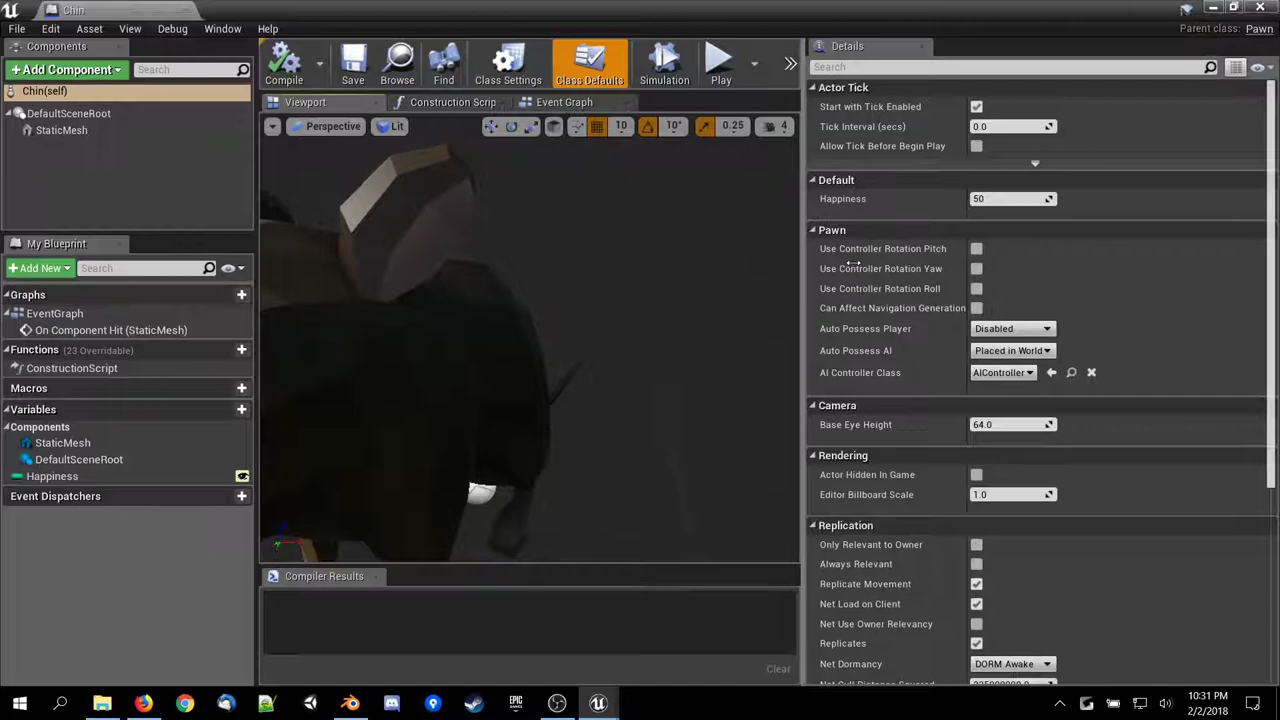 Chin
File Edit Asset View Debug Window Help
Parent class: Pawn
Components
+Add Component
Search
Chin(self)
DefaultSceneRoot
StaticMesh
My Blueprint
+Add New
Search
Graphs
EventGraph
On Component Hit (StaticMesh)
Functions (23 Overridable)
ConstructionScript
Macros
Variables
Components
StaticMesh
DefaultSceneRoot
Happiness
Event Dispatchers
Compile
Save
Browse
Find
Class Settings
Class Defaults
Simulation
Play
Viewport
Construction Scrip
Event Graph
Perspective
Lit
10
10°
0.25
4
Compiler Results
Clear
Details
Search
Actor Tick
Start with Tick Enabled
Tick Interval (secs) 0.0
Allow Tick Before Begin Play
Default
Happiness 50
Pawn
Use Controller Rotation Pitch
Use Controller Rotation Yaw
Use Controller Rotation Roll
Can Affect Navigation Generation
Auto Possess Player Disabled
Auto Possess AI Placed in World
AI Controller Class AIController
Camera
Base Eye Height 64.0
Rendering
Actor Hidden In Game
Editor Billboard Scale 1.0
Replication
Only Relevant to Owner
Always Relevant
Replicate Movement
Net Load on Client
Net Use Owner Relevancy
Replicates
Net Dormancy DORM Awake
EPIC GAMES
10:31 PM
2/2/2018